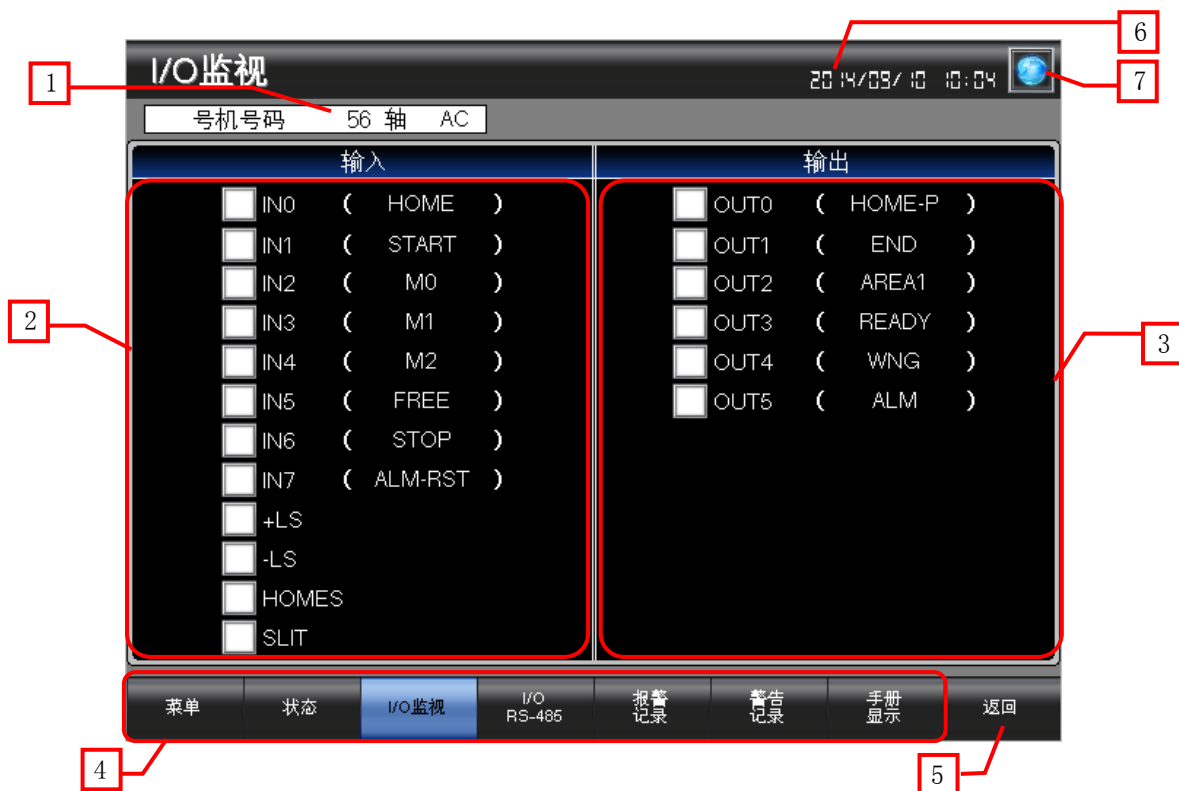 6
I/O监视
2014/09/10 10:04
1
7
号机号码 56 轴 AC
输入
输出
IN0 ( HOME )
OUT0 ( HOME-P )
IN1 ( START )
OUT1 ( END )
IN2 ( M0 )
OUT2 ( AREA1 )
2
IN3 ( M1 )
OUT3 ( READY )
3
IN4 ( M2 )
OUT4 ( WNG )
IN5 ( FREE )
OUT5 ( ALM )
IN6 ( STOP )
IN7 ( ALM-RST )
+LS
-LS
HOMES
SLIT
菜单
状态
I/O监视
I/O
RS-485
报警
记录
警告
记录
手册
显示
返回
4
5